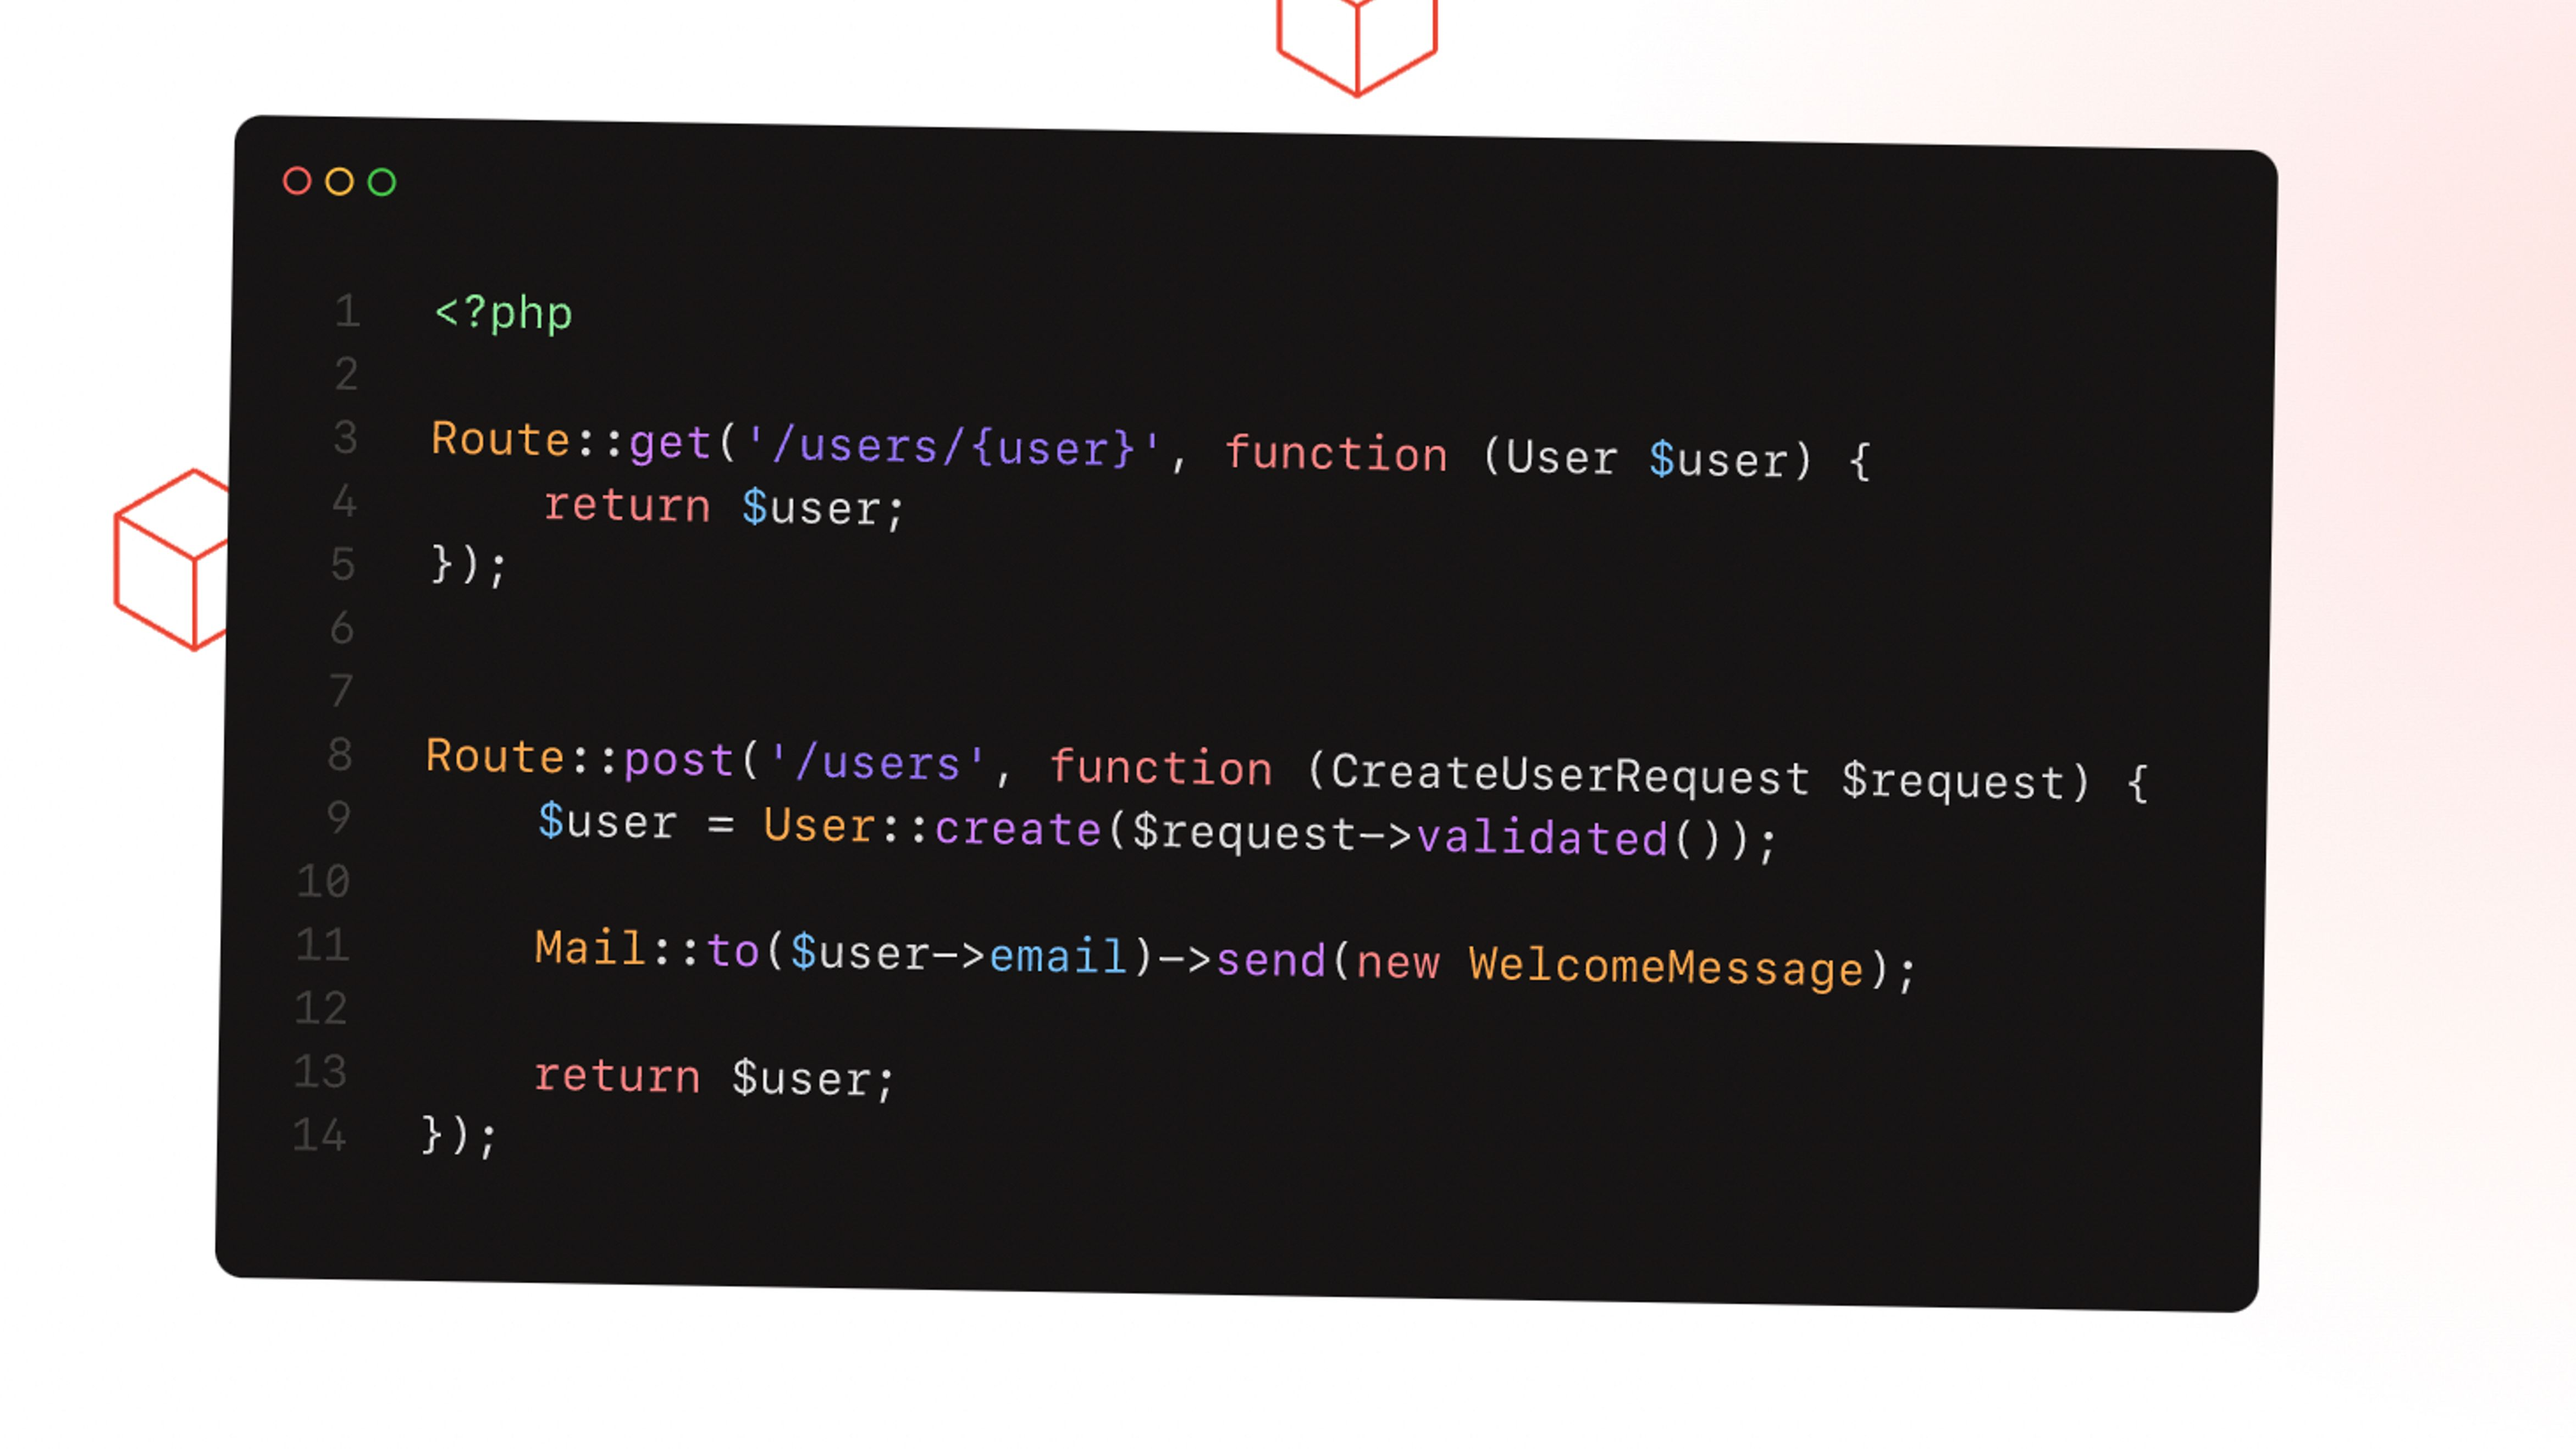 1 <?php
2
3 Route::get('/users/{user}', function (User $user) {
4     return $user;
5 });
6
7
8 Route::post('/users', function (CreateUserRequest $request) {
9     $user = User::create($request->validated());
10
11     Mail::to($user->email)->send(new WelcomeMessage);
12
13     return $user;
14 });